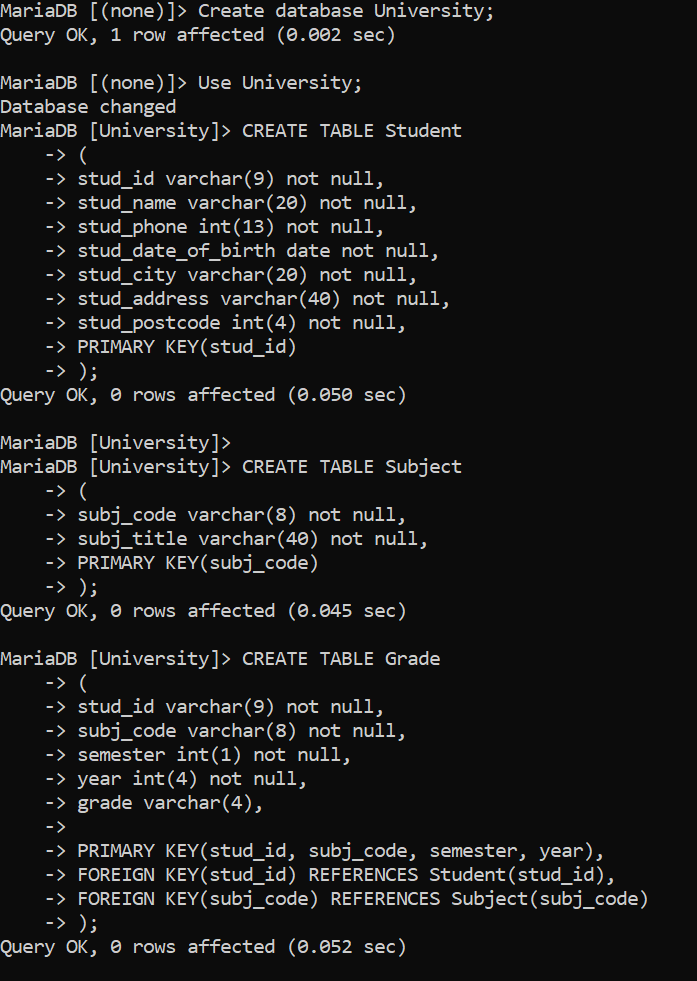 MariaDB [(none)]> Create database University;
Query OK, 1 row affected (0.002 sec)

MariaDB [(none)]> Use University;
Database changed
MariaDB [University]> CREATE TABLE Student
    -> (
    -> stud_id varchar(9) not null,
    -> stud_name varchar(20) not null,
    -> stud_phone int(13) not null,
    -> stud_date_of_birth date not null,
    -> stud_city varchar(20) not null,
    -> stud_address varchar(40) not null,
    -> stud_postcode int(4) not null,
    -> PRIMARY KEY(stud_id)
    -> );
Query OK, 0 rows affected (0.050 sec)

MariaDB [University]>
MariaDB [University]> CREATE TABLE Subject
    -> (
    -> subj_code varchar(8) not null,
    -> subj_title varchar(40) not null,
    -> PRIMARY KEY(subj_code)
    -> );
Query OK, 0 rows affected (0.045 sec)

MariaDB [University]> CREATE TABLE Grade
    -> (
    -> stud_id varchar(9) not null,
    -> subj_code varchar(8) not null,
    -> semester int(1) not null,
    -> year int(4) not null,
    -> grade varchar(4),
    ->
    -> PRIMARY KEY(stud_id, subj_code, semester, year),
    -> FOREIGN KEY(stud_id) REFERENCES Student(stud_id),
    -> FOREIGN KEY(subj_code) REFERENCES Subject(subj_code)
    -> );
Query OK, 0 rows affected (0.052 sec)